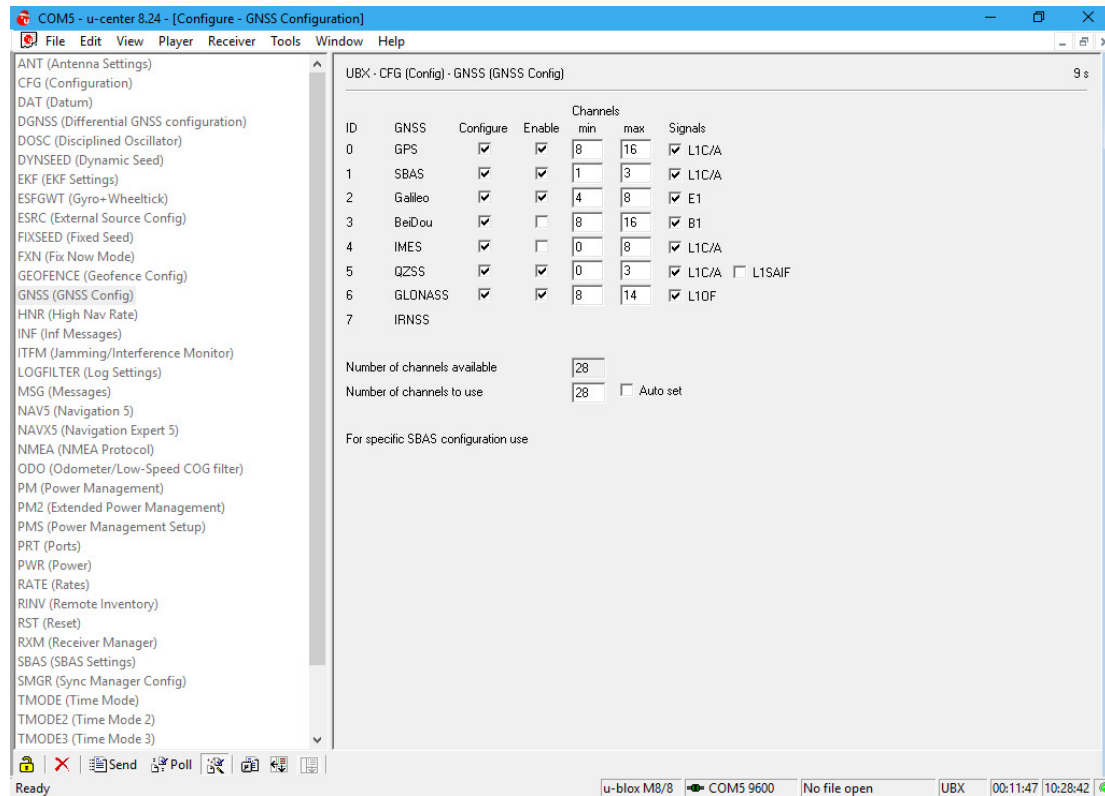 COM5 - u-center 8.24 - [Configure - GNSS Configuration]
File Edit View Player Receiver Tools Window Help
ANT (Antenna Settings)
CFG (Configuration)
DAT (Datum)
DGNSS (Differential GNSS configuration)
DOSC (Disciplined Oscillator)
DYNSEED (Dynamic Seed)
EKF (EKF Settings)
ESFGWT (Gyro+Wheeltick)
ESRC (External Source Config)
FIXSEED (Fixed Seed)
FXN (Fix Now Mode)
GEOFENCE (Geofence Config)
GNSS (GNSS Config)
HNR (High Nav Rate)
INF (Inf Messages)
ITFM (Jamming/Interference Monitor)
LOGFILTER (Log Settings)
MSG (Messages)
NAV5 (Navigation 5)
NAVX5 (Navigation Expert 5)
NMEA (NMEA Protocol)
ODO (Odometer/Low-Speed COG filter)
PM (Power Management)
PM2 (Extended Power Management)
PMS (Power Management Setup)
PRT (Ports)
PWR (Power)
RATE (Rates)
RINV (Remote Inventory)
RST (Reset)
RXM (Receiver Manager)
SBAS (SBAS Settings)
SMGR (Sync Manager Config)
TMODE (Time Mode)
TMODE2 (Time Mode 2)
TMODE3 (Time Mode 3)
UBX - CFG (Config) - GNSS (GNSS Config) 9 s
Channels
ID GNSS Configure Enable min max Signals
0 GPS 8 16 L1C/A
1 SBAS 1 3 L1C/A
2 Galileo 4 8 E1
3 BeiDou 8 16 B1
4 IMES 0 8 L1C/A
5 QZSS 0 3 L1C/A L1SAIF
6 GLONASS 8 14 L1OF
7 IRNSS
Number of channels available 28
Number of channels to use 28 Auto set
For specific SBAS configuration use
Send Poll
Ready u-blox M8/8 COM5 9600 No file open UBX 00:11:47 10:28:42